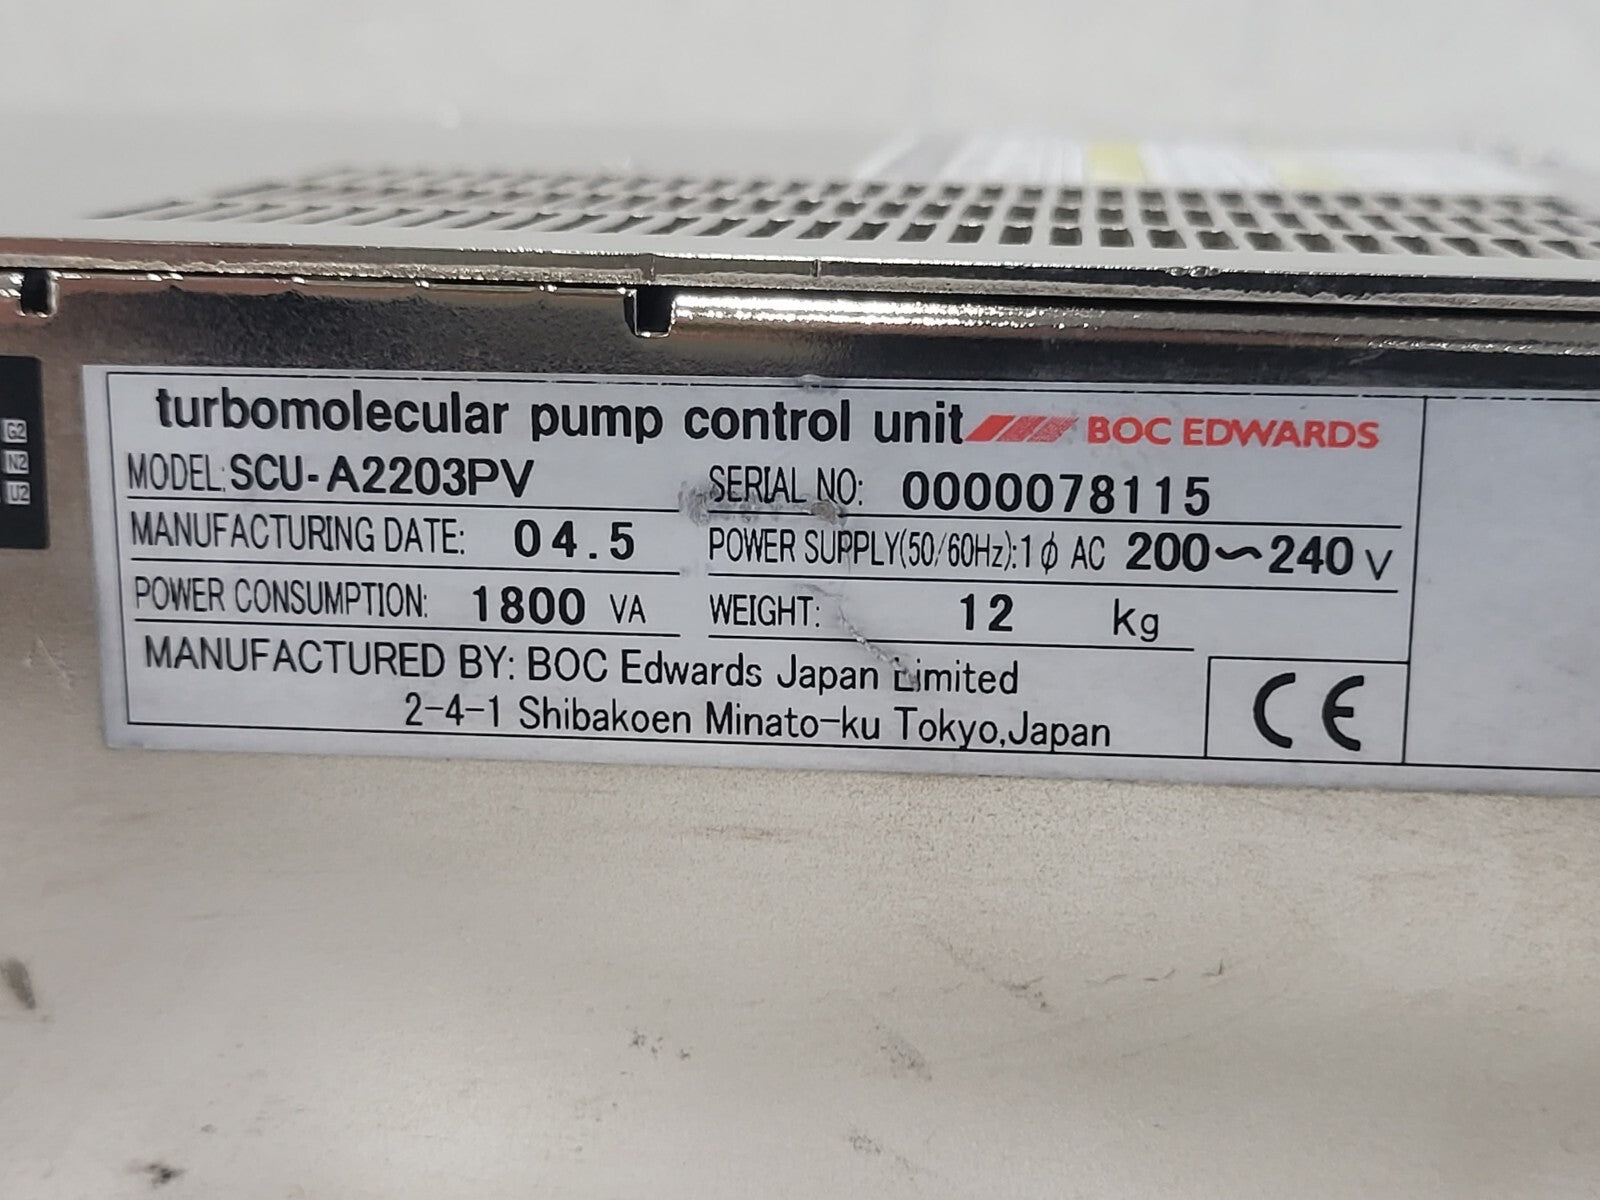 turbomolecular pump control unit BOC EDWARDS
MODEL: SCU-A2203PV SERIAL NO: 0000078115
MANUFACTURING DATE: 04.5 POWER SUPPLY(50/60Hz):1ϕ AC 200~240 V
POWER CONSUMPTION: 1800 VA WEIGHT: 12 kg
MANUFACTURED BY: BOC Edwards Japan Limited
2-4-1 Shibakoen Minato-ku Tokyo,Japan
CE
G2
N2
U2